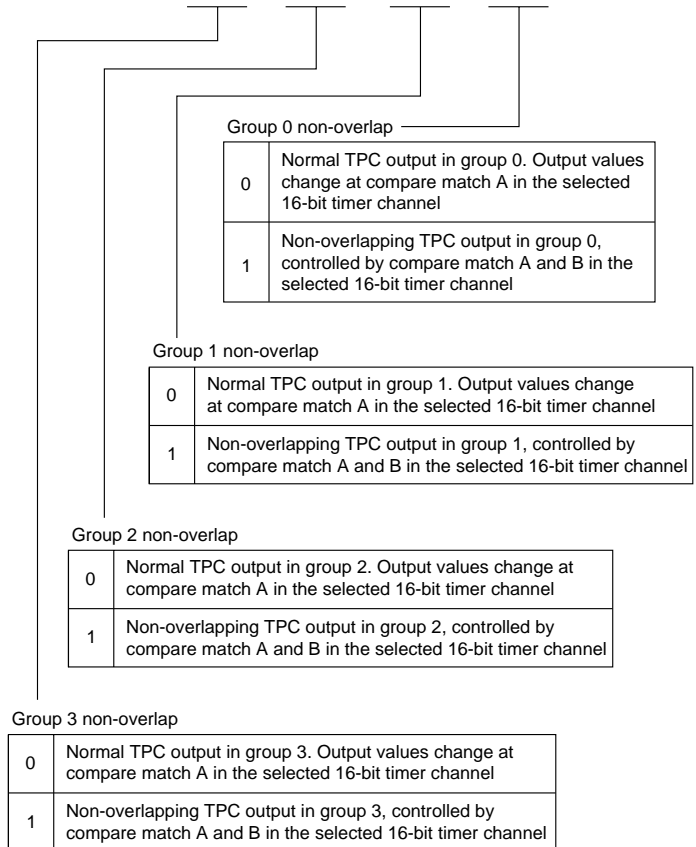 Group 0 non-overlap
0
Normal TPC output in group 0. Output values
change at compare match A in the selected
16-bit timer channel
1
Non-overlapping TPC output in group 0,
controlled by compare match A and B in the
selected 16-bit timer channel
Group 1 non-overlap
0
Normal TPC output in group 1. Output values change
at compare match A in the selected 16-bit timer channel
1
Non-overlapping TPC output in group 1, controlled by
compare match A and B in the selected 16-bit timer channel
Group 2 non-overlap
0
Normal TPC output in group 2. Output values change at
compare match A in the selected 16-bit timer channel
1
Non-overlapping TPC output in group 2, controlled by
compare match A and B in the selected 16-bit timer channel
Group 3 non-overlap
0
Normal TPC output in group 3. Output values change at
compare match A in the selected 16-bit timer channel
1
Non-overlapping TPC output in group 3, controlled by
compare match A and B in the selected 16-bit timer channel